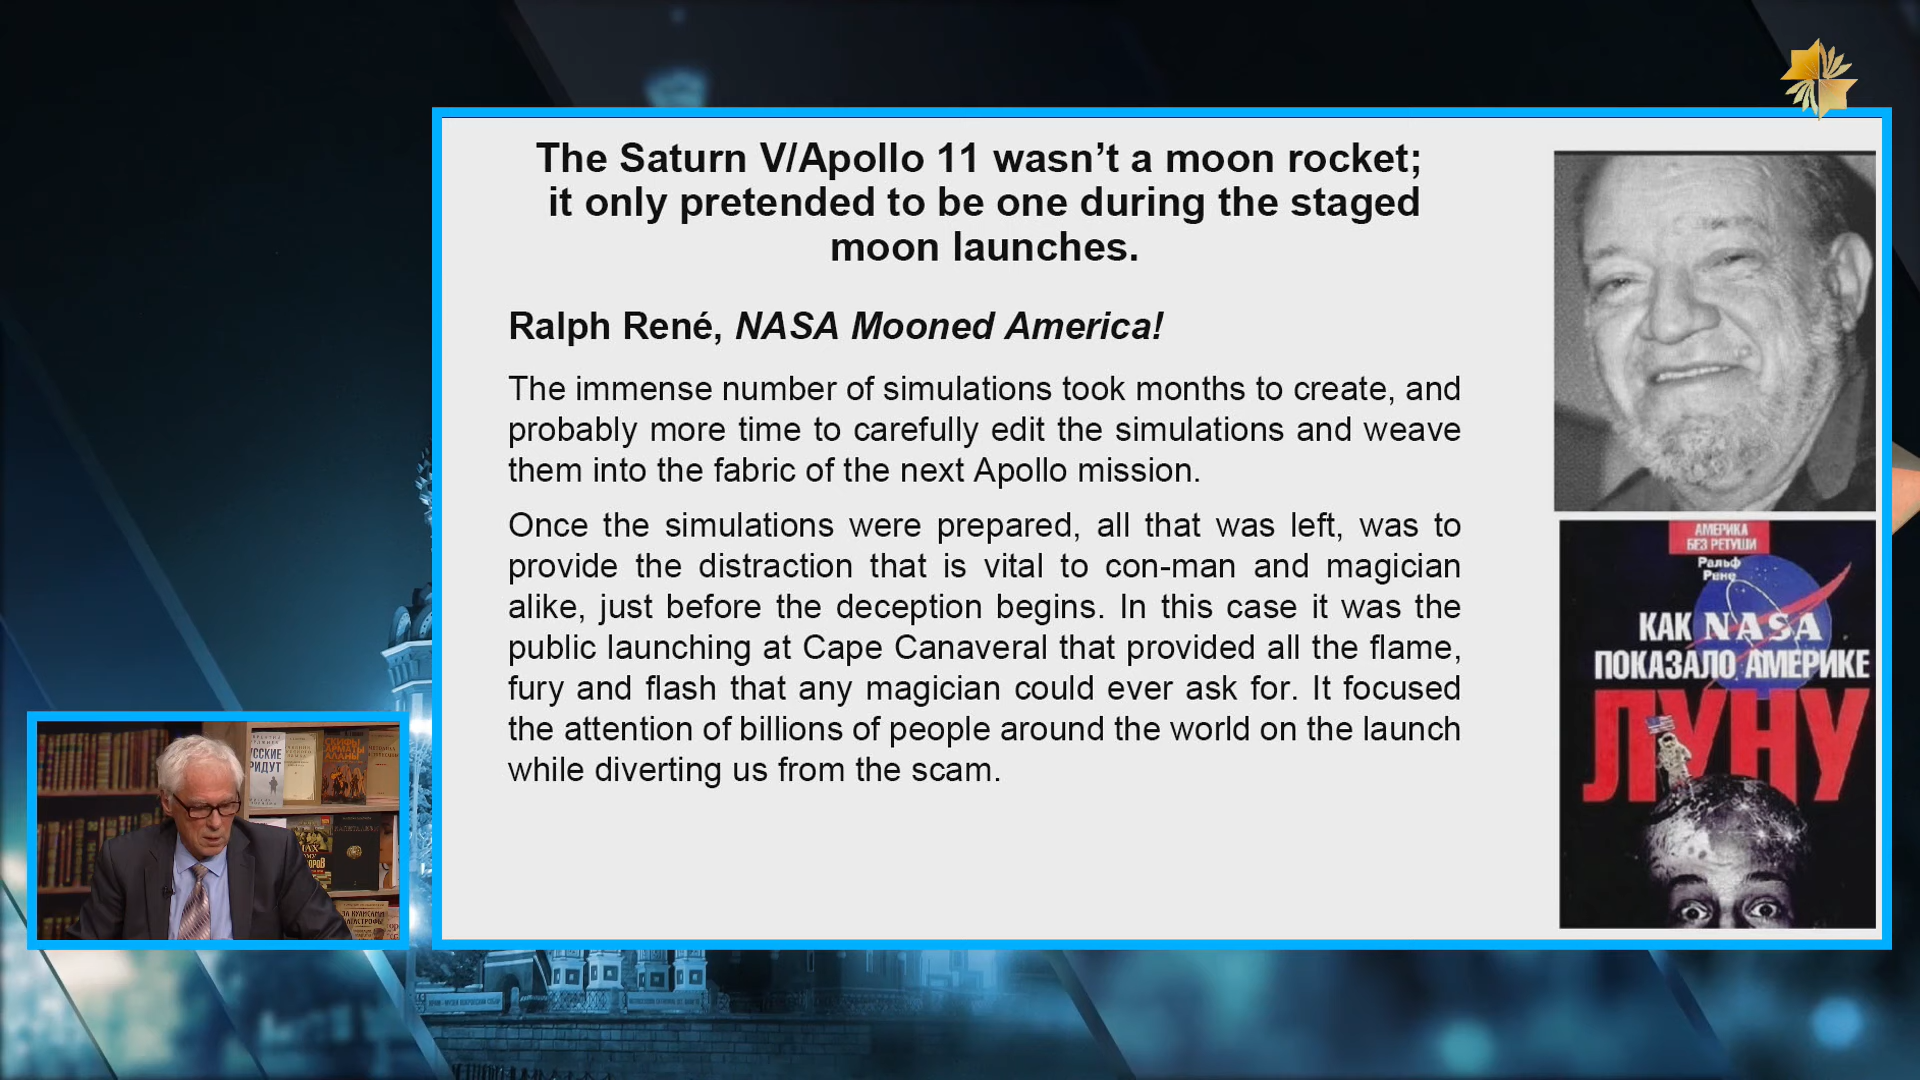 The Saturn V/Apollo 11 wasn’t a moon rocket;
it only pretended to be one during the staged
moon launches.
Ralph René, NASA Mooned America!
The immense number of simulations took months to create, and
probably more time to carefully edit the simulations and weave
them into the fabric of the next Apollo mission.
Once the simulations were prepared, all that was left, was to
provide the distraction that is vital to con-man and magician
alike, just before the deception begins. In this case it was the
public launching at Cape Canaveral that provided all the flame,
fury and flash that any magician could ever ask for. It focused
the attention of billions of people around the world on the launch
while diverting us from the scam.
АМЕРИКА
БЕЗ РЕТУШИ
Ральф
Рене
КАК NASA
ПОКАЗАЛО АМЕРИКЕ
ЛУНУ
ЗА КУЛИСАМИ